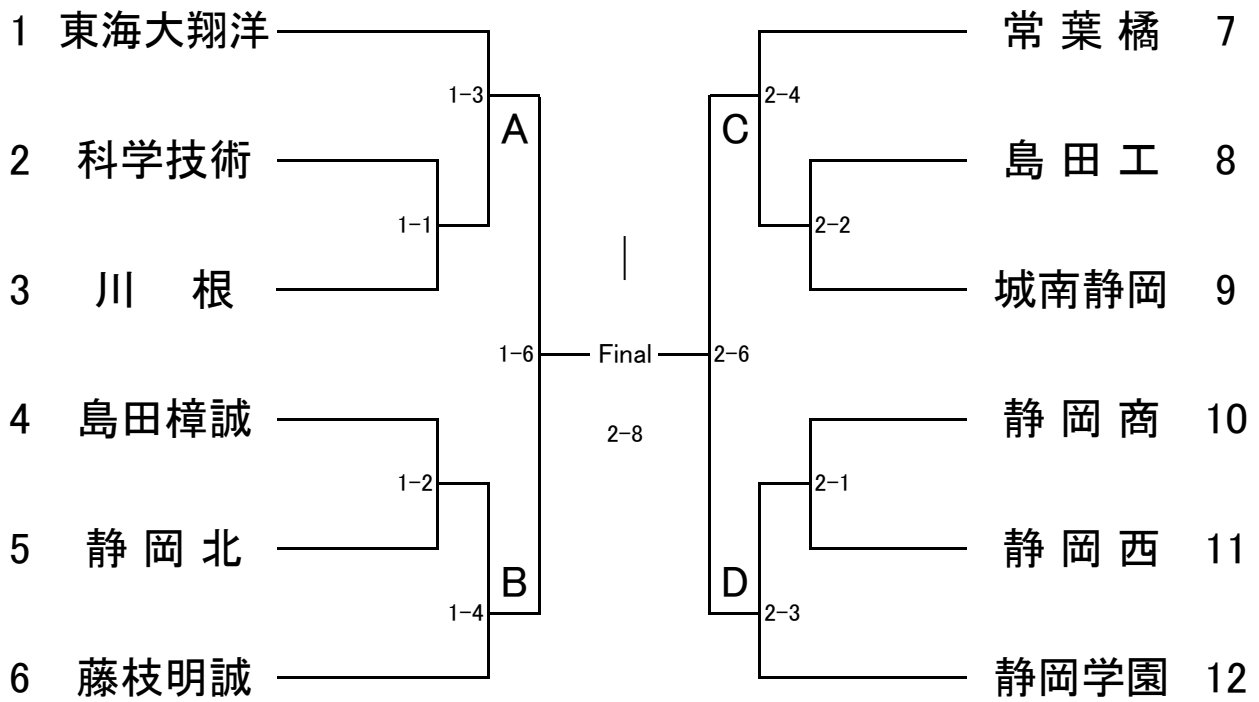 1 東海大翔洋
1-3
A
2 科学技術
1-1
3 川 根
1-6
4 島田樟誠
1-2
5 静 岡 北
B
1-4
6 藤枝明誠
Final
2-8
常 葉 橘 7
2-4
C
島 田 工 8
2-2
城南静岡 9
2-6
静 岡 商 10
2-1
静 岡 西 11
D
2-3
静岡学園 12